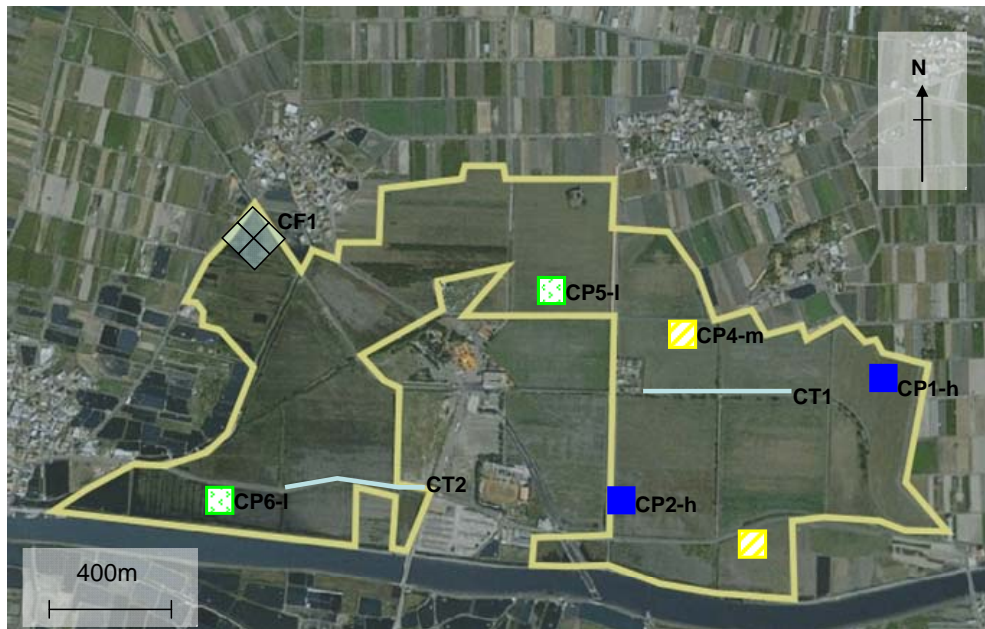 N
CF1
CP5-l
CP4-m
CP1-h
CT1
CT2
CP6-l
CP2-h
400m